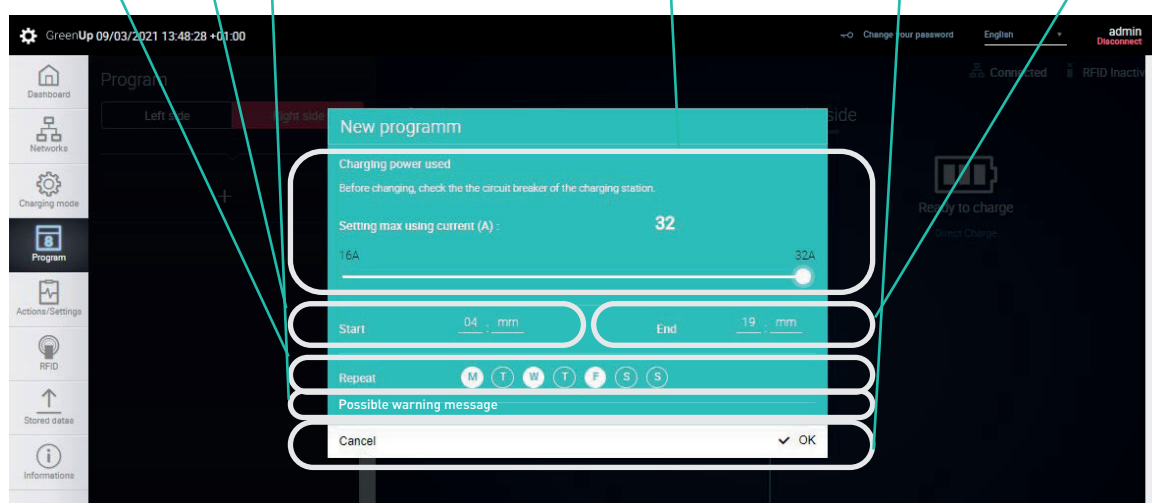 GreenUp 09/03/2021 13:48:28 +01:00
Change your password
English
admin
Disconnect
Dashboard
Networks
Charging mode
8
Program
Actions/Settings
RFID
Stored datas
Informations
Program
Left side
Right side
+
Connected
RFID Inactiv
side
Ready to charge
Direct Charge
New programm
Charging power used
Before changing, check the the circuit breaker of the charging station.
Setting max using current (A) : 32
16A 32A
Start 04 : mm End 19 : mm
Repeat M T W T F S S
Possible warning message
Cancel OK